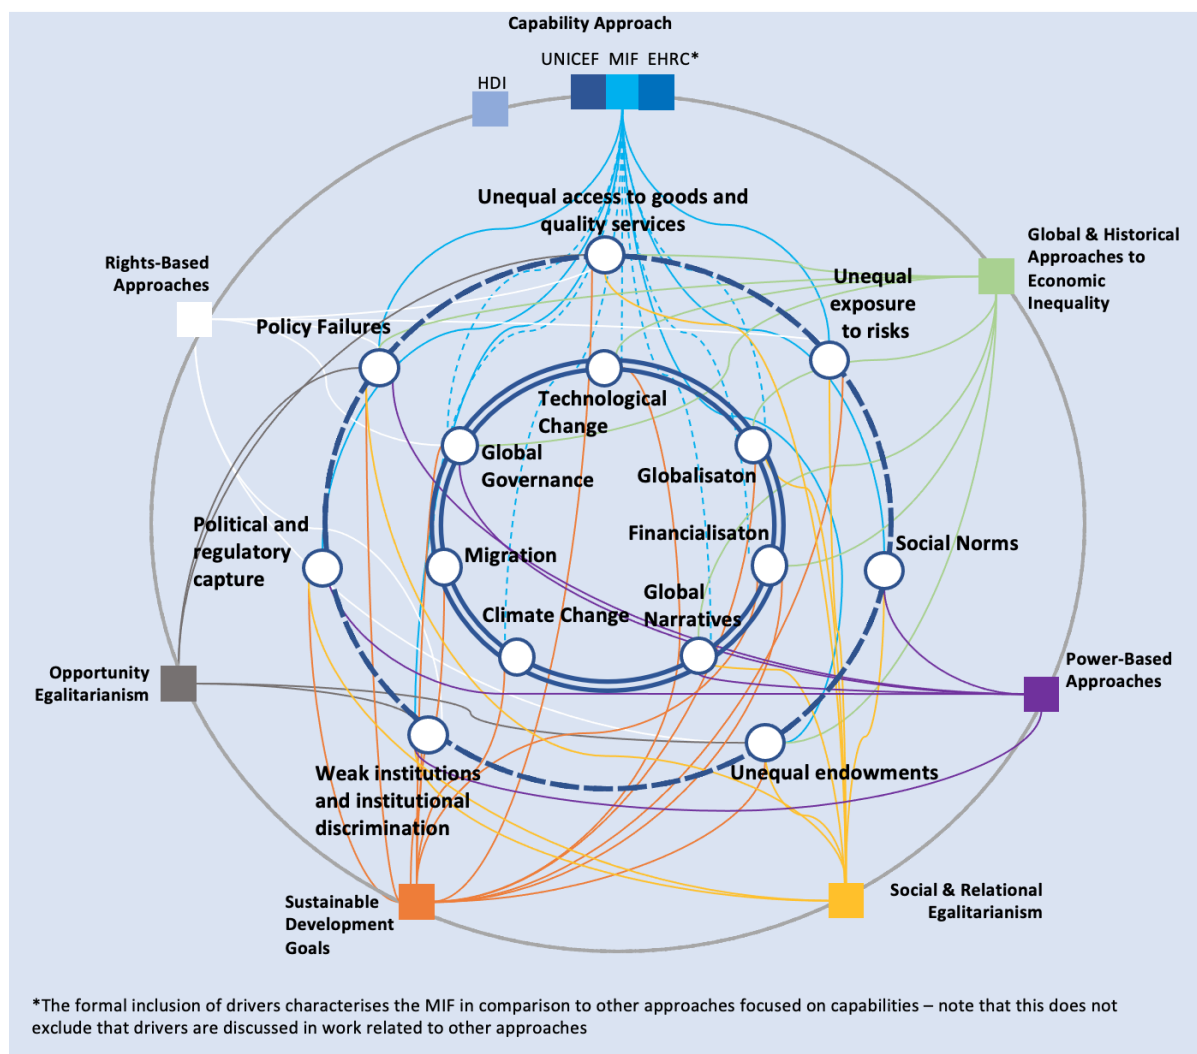 Capability Approach
UNICEF MIF EHRC*
HDI
Unequal access to goods and
quality services
Global & Historical
Approaches to
Economic
Inequality
Rights-Based
Approaches
Unequal
exposure
to risks
Policy Failures
Technological
Change
Global
Governance
Globalisaton
Political and
regulatory
capture
Financialisaton
Social Norms
Migration
Global
Narratives
Climate Change
Opportunity
Egalitarianism
Power-Based
Approaches
Weak institutions
and institutional
discrimination
Unequal endowments
Sustainable
Development
Goals
Social & Relational
Egalitarianism
*The formal inclusion of drivers characterises the MIF in comparison to other approaches focused on capabilities – note that this does not
exclude that drivers are discussed in work related to other approaches